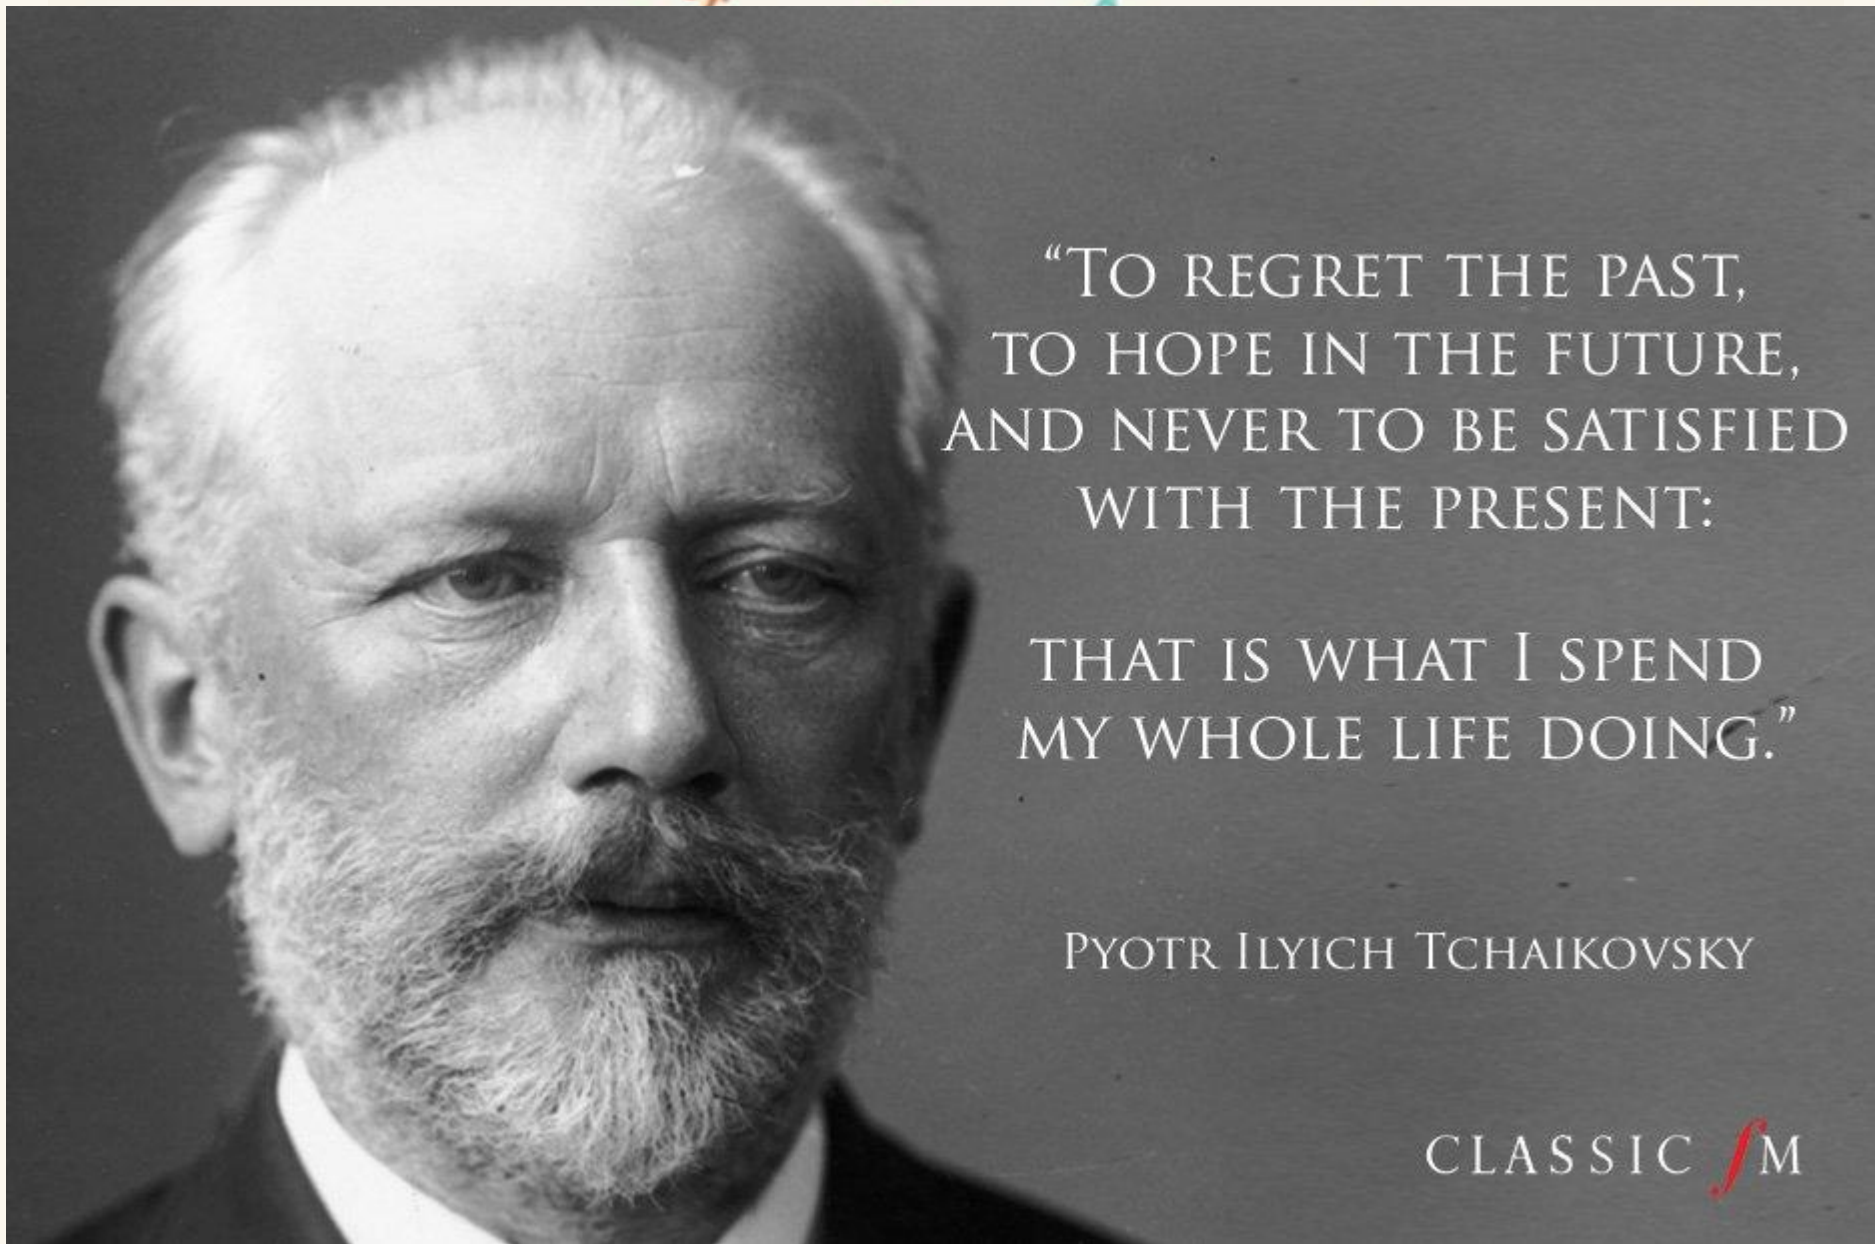 “To regret the past,
to hope in the future,
and never to be satisfied
with the present:
that is what I spend
my whole life doing.”
Pyotr Ilyich Tchaikovsky
CLASSIC fM